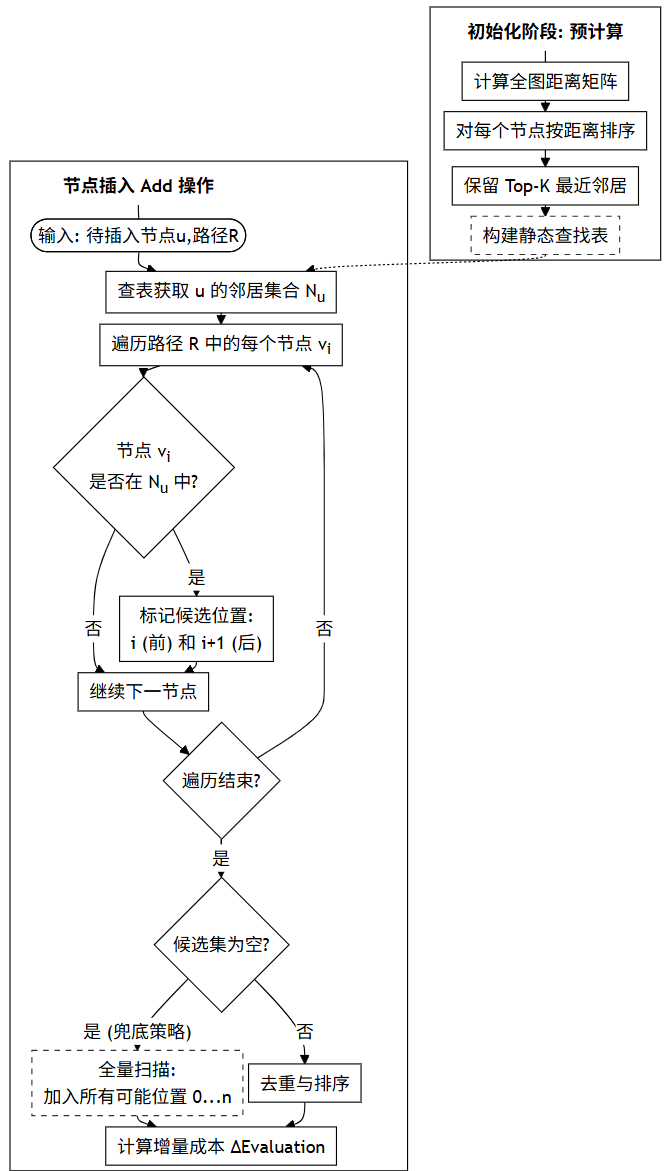 初始化阶段: 预计算
计算全图距离矩阵
对每个节点按距离排序
保留 Top-K 最近邻居
构建静态查找表
节点插入 Add 操作
输入: 待插入节点u,路径R
查表获取 u 的邻居集合 Nu
遍历路径 R 中的每个节点 vi
节点 vi
是否在 Nu 中?
是
标记候选位置:
i (前) 和 i+1 (后)
否
否
继续下一节点
遍历结束?
是
候选集为空?
是 (兜底策略)
否
全量扫描:
加入所有可能位置 0...n
去重与排序
计算增量成本 ΔEvaluation